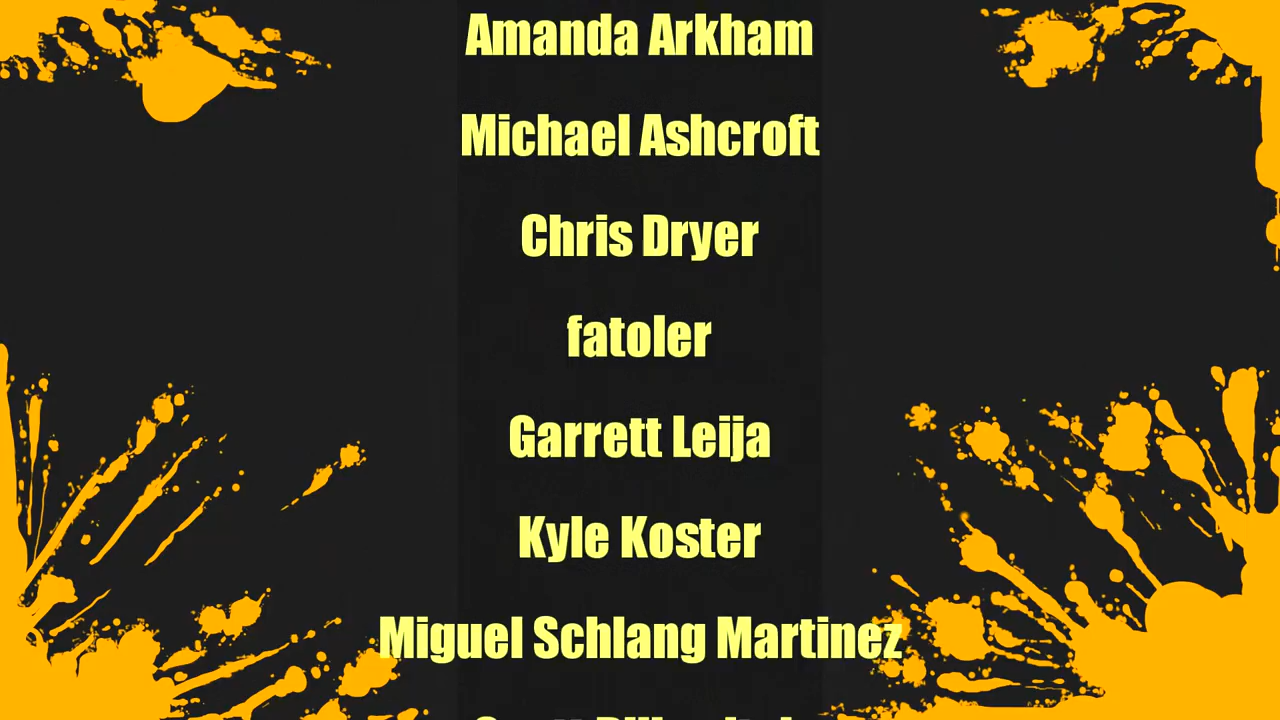 Amanda Arkham
Michael Ashcroft
Chris Dryer
fatoler
Garrett Leija
Kyle Koster
Miguel Schlang Martinez